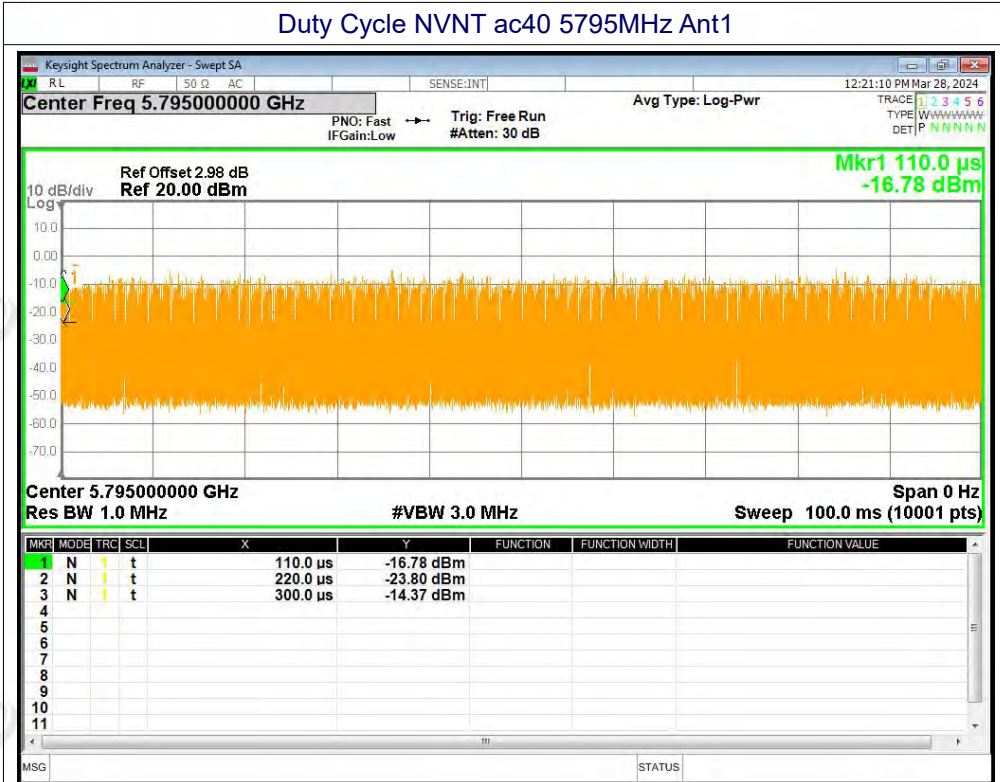 Duty Cycle NVNT ac40 5795MHz Ant1
Keysight Spectrum Analyzer - Swept SA
LXI RL RF 50 Ω AC SENSE:INT 12:21:10 PM Mar 28, 2024
Center Freq 5.795000000 GHz Avg Type: Log-Pwr TRACE 1 2 3 4 5 6
PNO: Fast Trig: Free Run TYPE WWWWWWW
IFGain:Low #Atten: 30 dB DET P N N N N N
Mkr1 110.0 µs
Ref Offset 2.98 dB
10 dB/div Ref 20.00 dBm -16.78 dBm
Log
10.0
0.00
1
-10.0
-20.0
-30.0
-40.0
-50.0
-60.0
-70.0
Center 5.795000000 GHz Span 0 Hz
Res BW 1.0 MHz #VBW 3.0 MHz Sweep 100.0 ms (10001 pts)
MKR MODE TRC SCL X Y FUNCTION FUNCTION WIDTH FUNCTION VALUE
1 N 1 t 110.0 µs -16.78 dBm
2 N 1 t 220.0 µs -23.80 dBm
3 N 1 t 300.0 µs -14.37 dBm
4
5
6
7
8
9
10
11
MSG STATUS